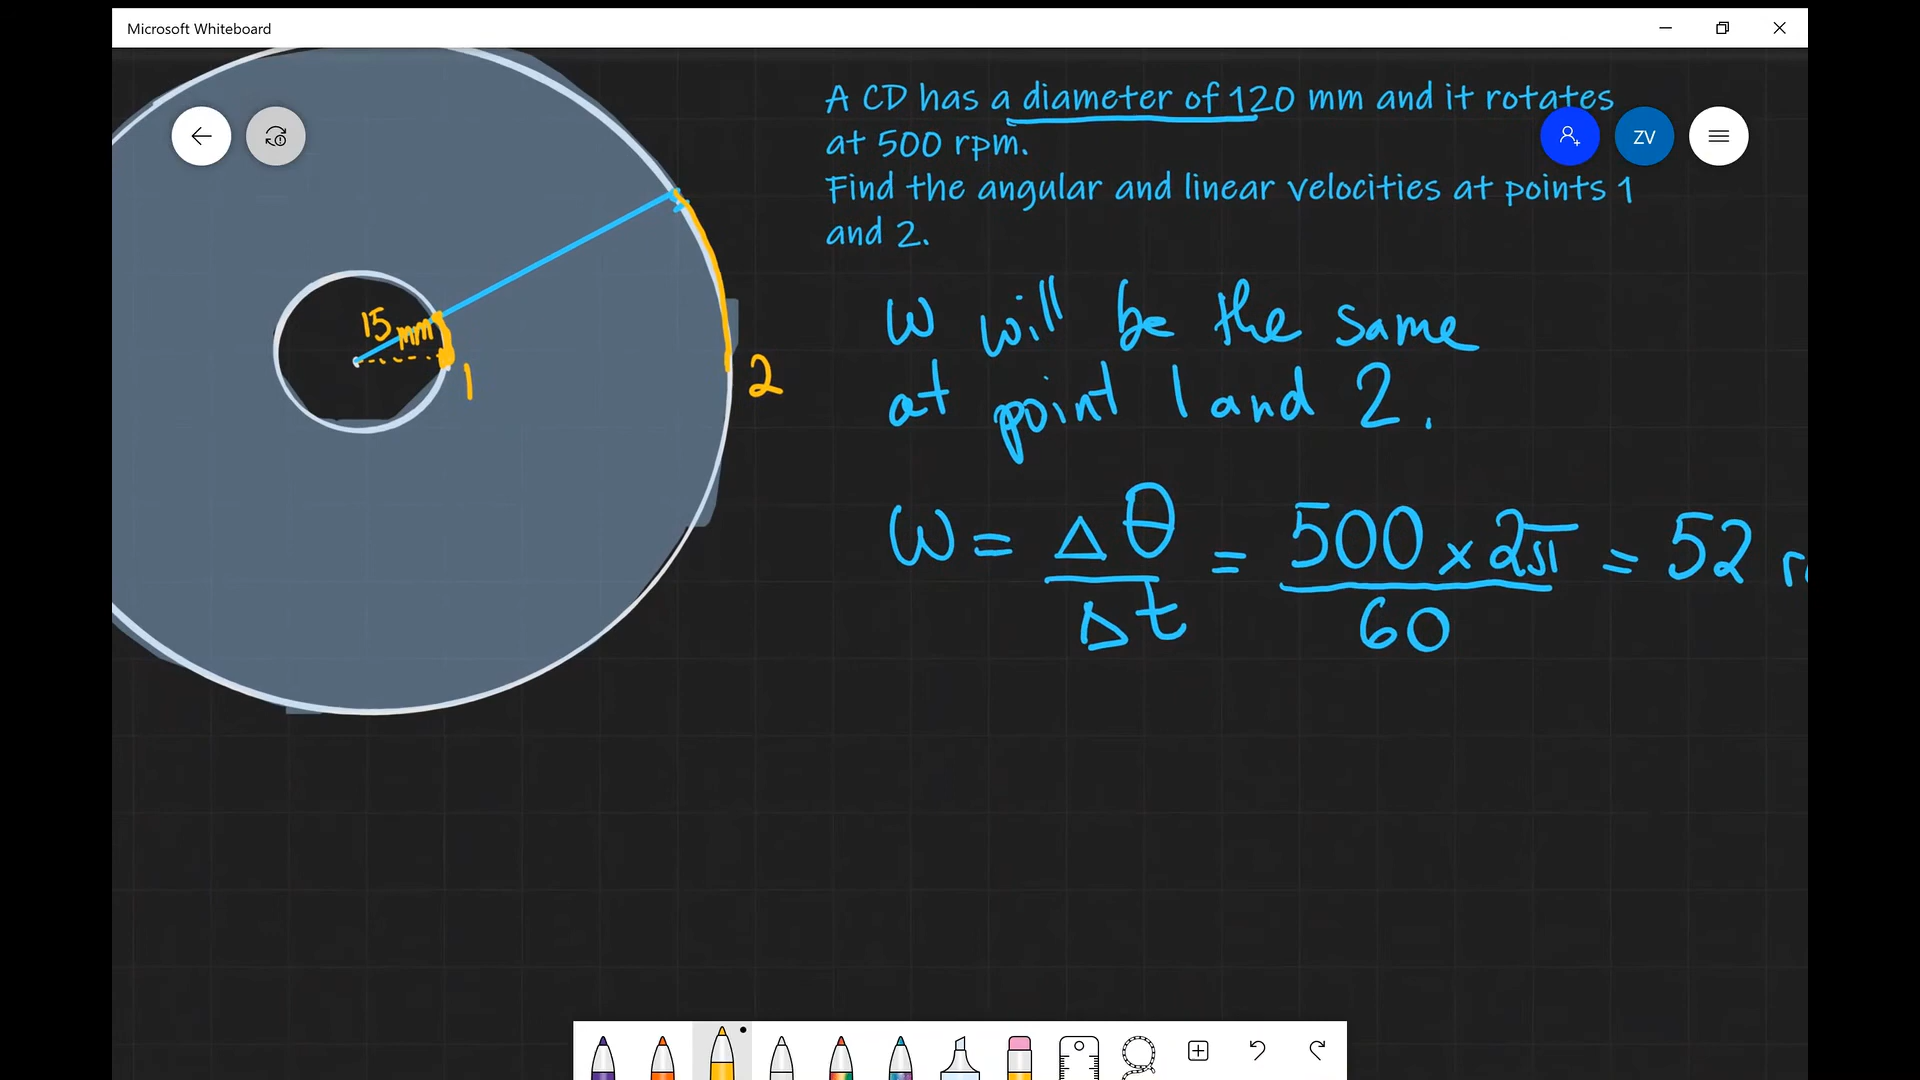 Microsoft Whiteboard
A CD has a diameter of 120 mm and it rotates
at 500 rpm.
ZV
Find the angular and linear velocities at points 1
and 2.
ω will be the same
15 mm
at point 1 and 2.
1
2
ω = Δθ/Δt = 500 × 2π/60 = 52